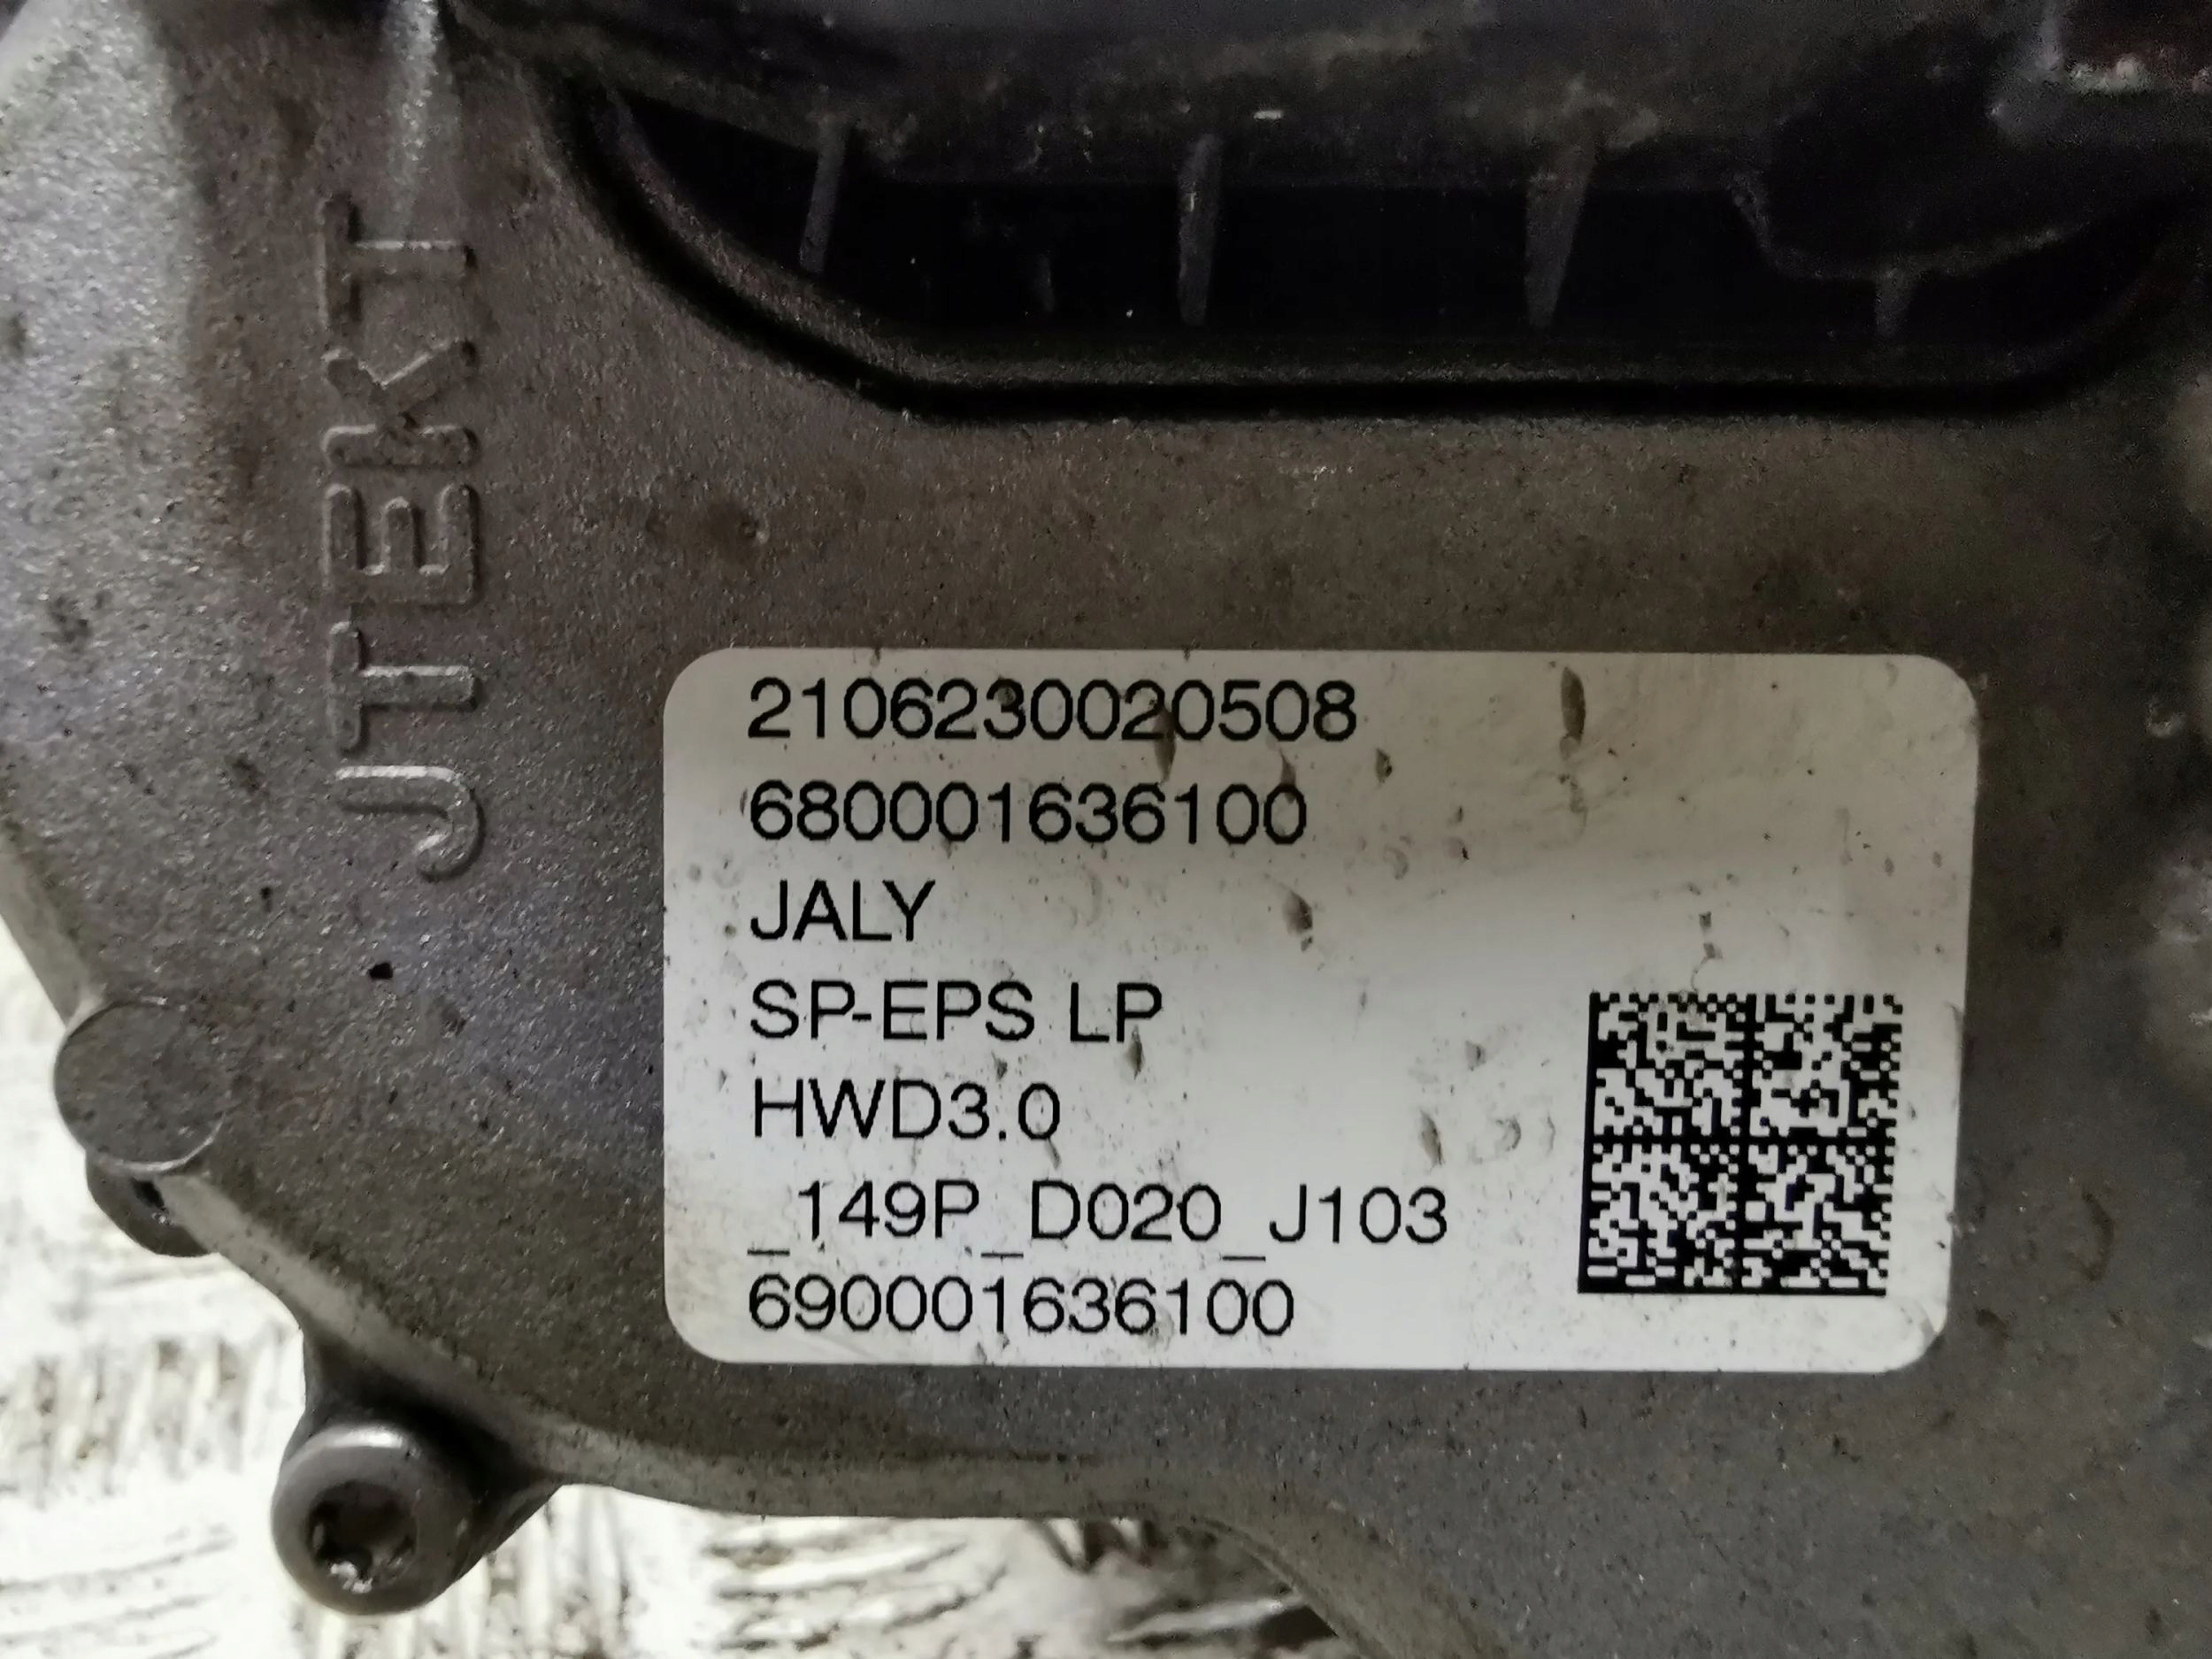 JTEKT
2106230020508
680001636100
JALY
SP-EPS LP
HWD3.0
_149P_D020_J103
690001636100